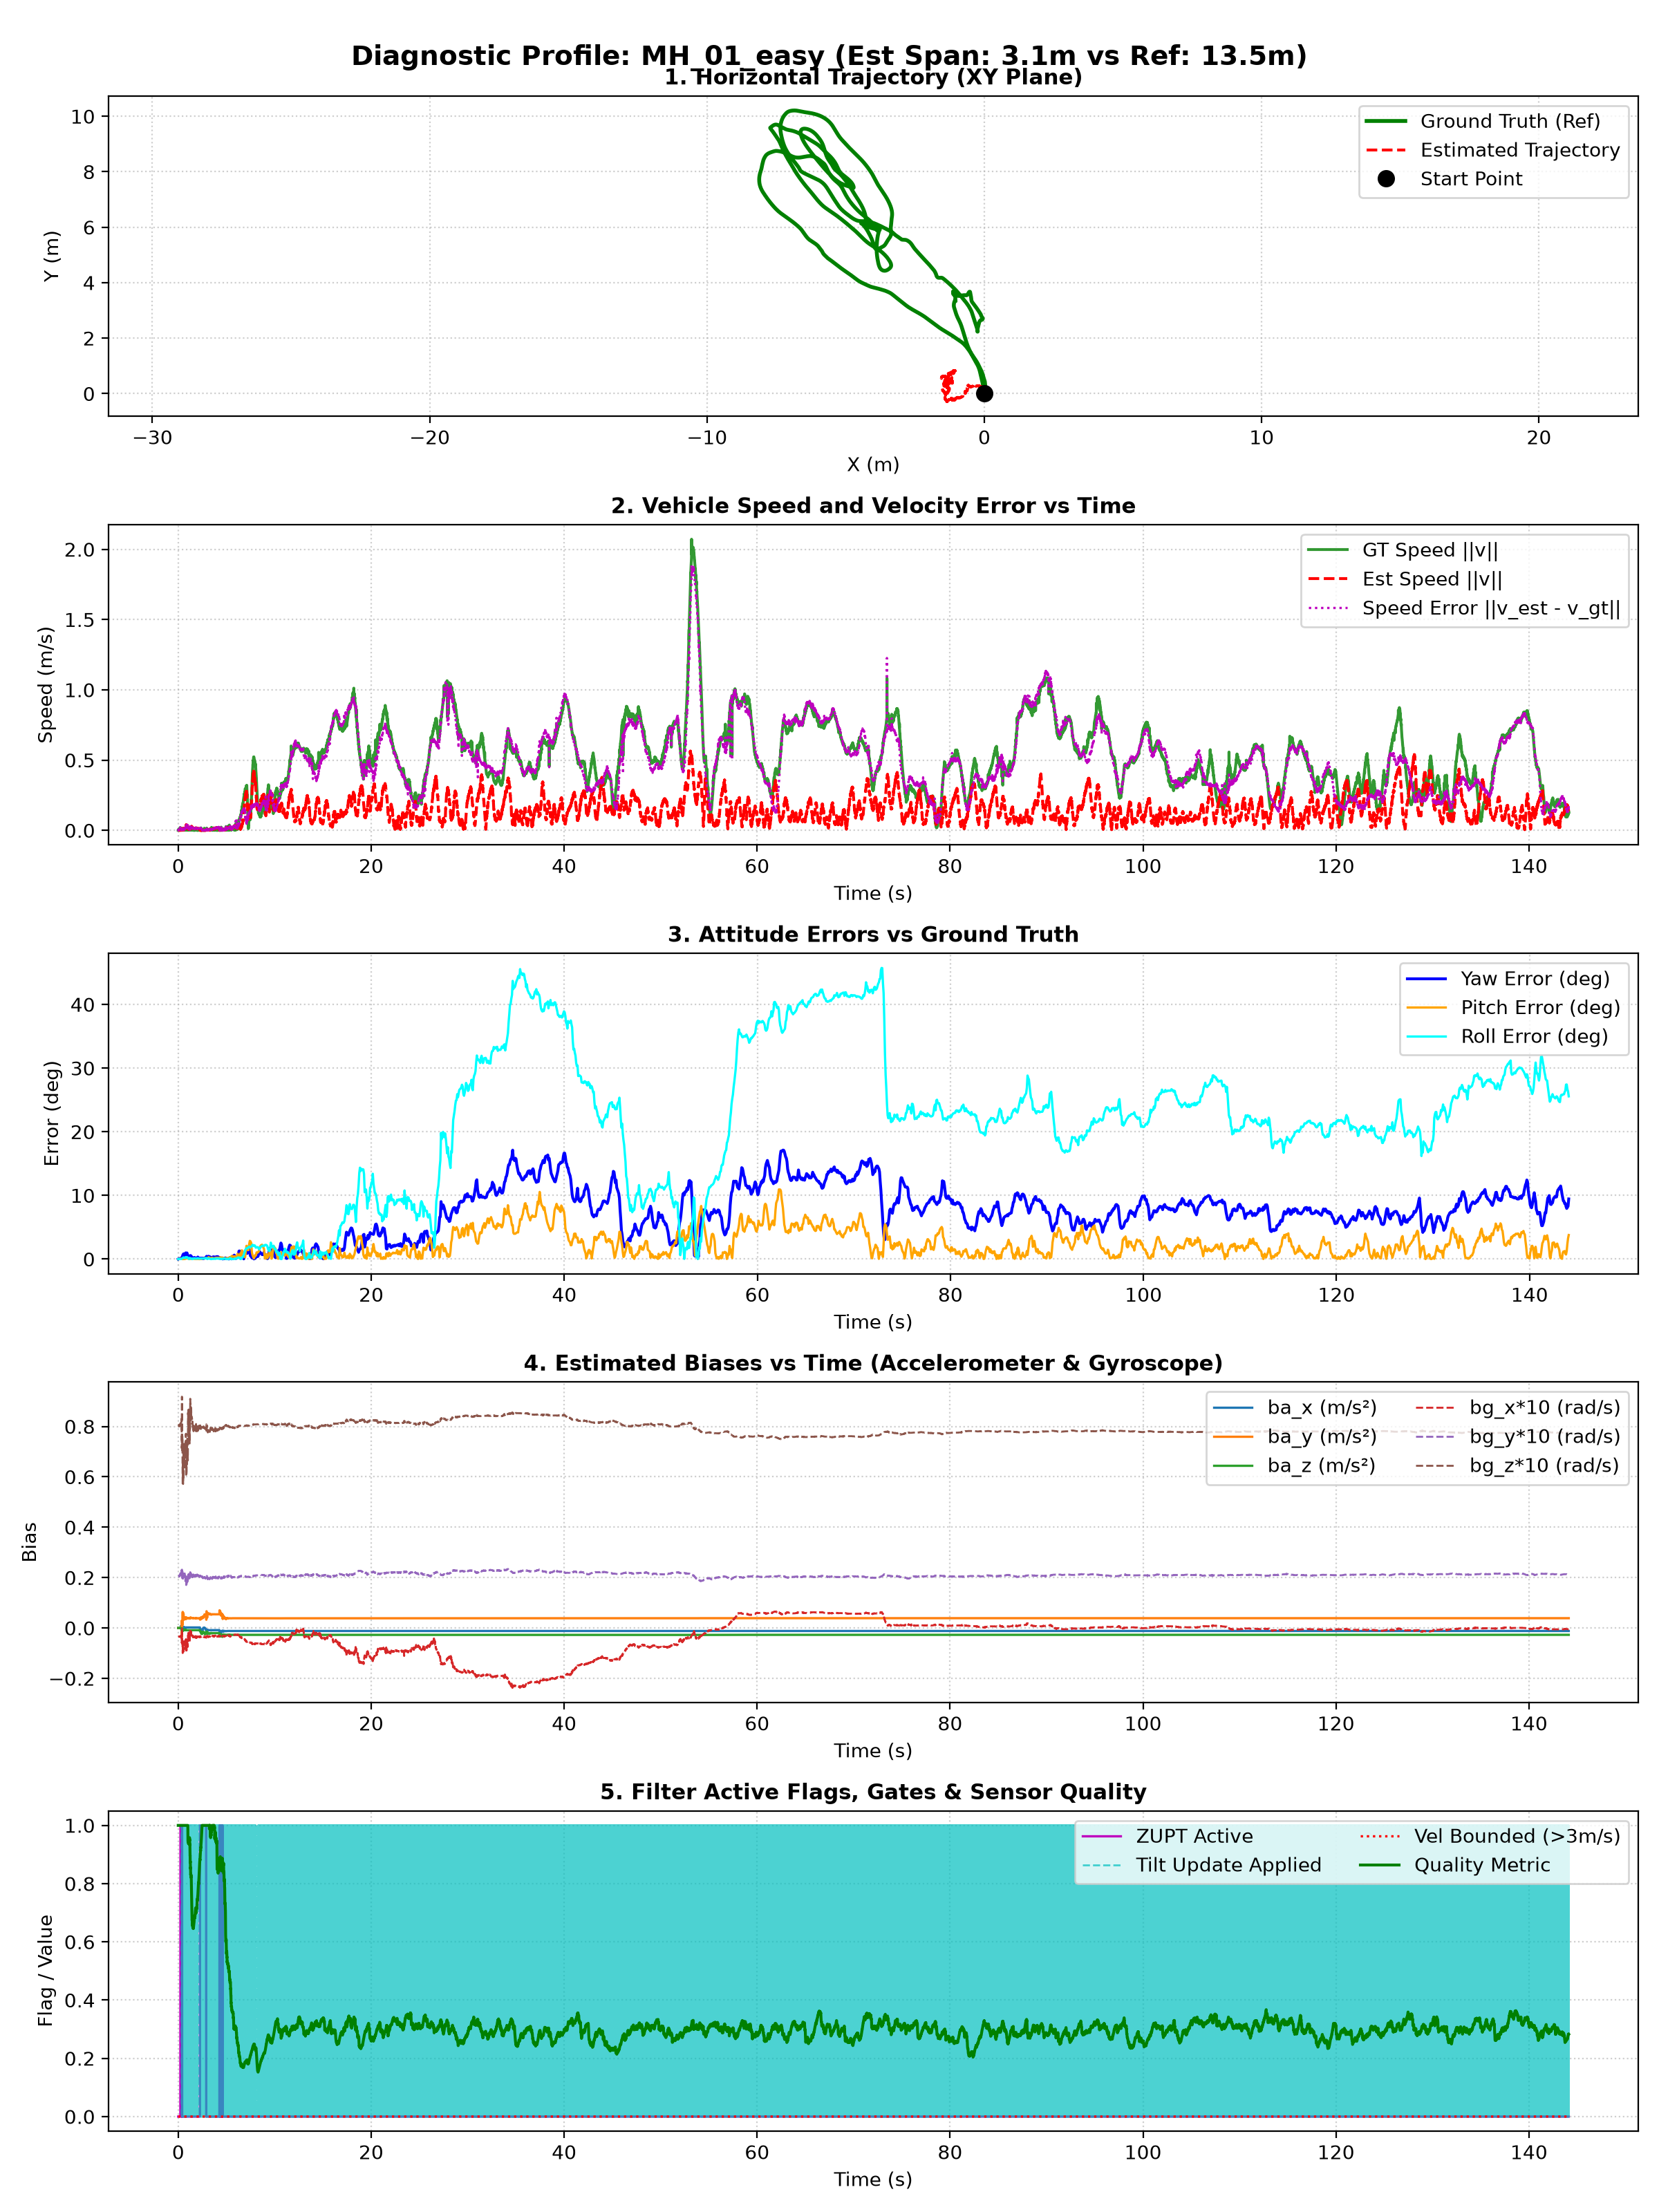 Diagnostic Profile: MH_01_easy (Est Span: 3.1m vs Ref: 13.5m)
1. Horizontal Trajectory (XY Plane)
10
8
6
4
2
0
Y (m)
Ground Truth (Ref)
Estimated Trajectory
Start Point
−30 −20 −10 0 10 20
X (m)
2. Vehicle Speed and Velocity Error vs Time
2.0
1.5
1.0
0.5
0.0
Speed (m/s)
GT Speed ||v||
Est Speed ||v||
Speed Error ||v_est - v_gt||
0 20 40 60 80 100 120 140
Time (s)
3. Attitude Errors vs Ground Truth
40
30
20
10
0
Error (deg)
Yaw Error (deg)
Pitch Error (deg)
Roll Error (deg)
0 20 40 60 80 100 120 140
Time (s)
4. Estimated Biases vs Time (Accelerometer & Gyroscope)
0.8
0.6
0.4
0.2
0.0
−0.2
Bias
ba_x (m/s²) bg_x*10 (rad/s)
ba_y (m/s²) bg_y*10 (rad/s)
ba_z (m/s²) bg_z*10 (rad/s)
0 20 40 60 80 100 120 140
Time (s)
5. Filter Active Flags, Gates & Sensor Quality
1.0
0.8
0.6
0.4
0.2
0.0
Flag / Value
ZUPT Active Vel Bounded (>3m/s)
Tilt Update Applied Quality Metric
0 20 40 60 80 100 120 140
Time (s)